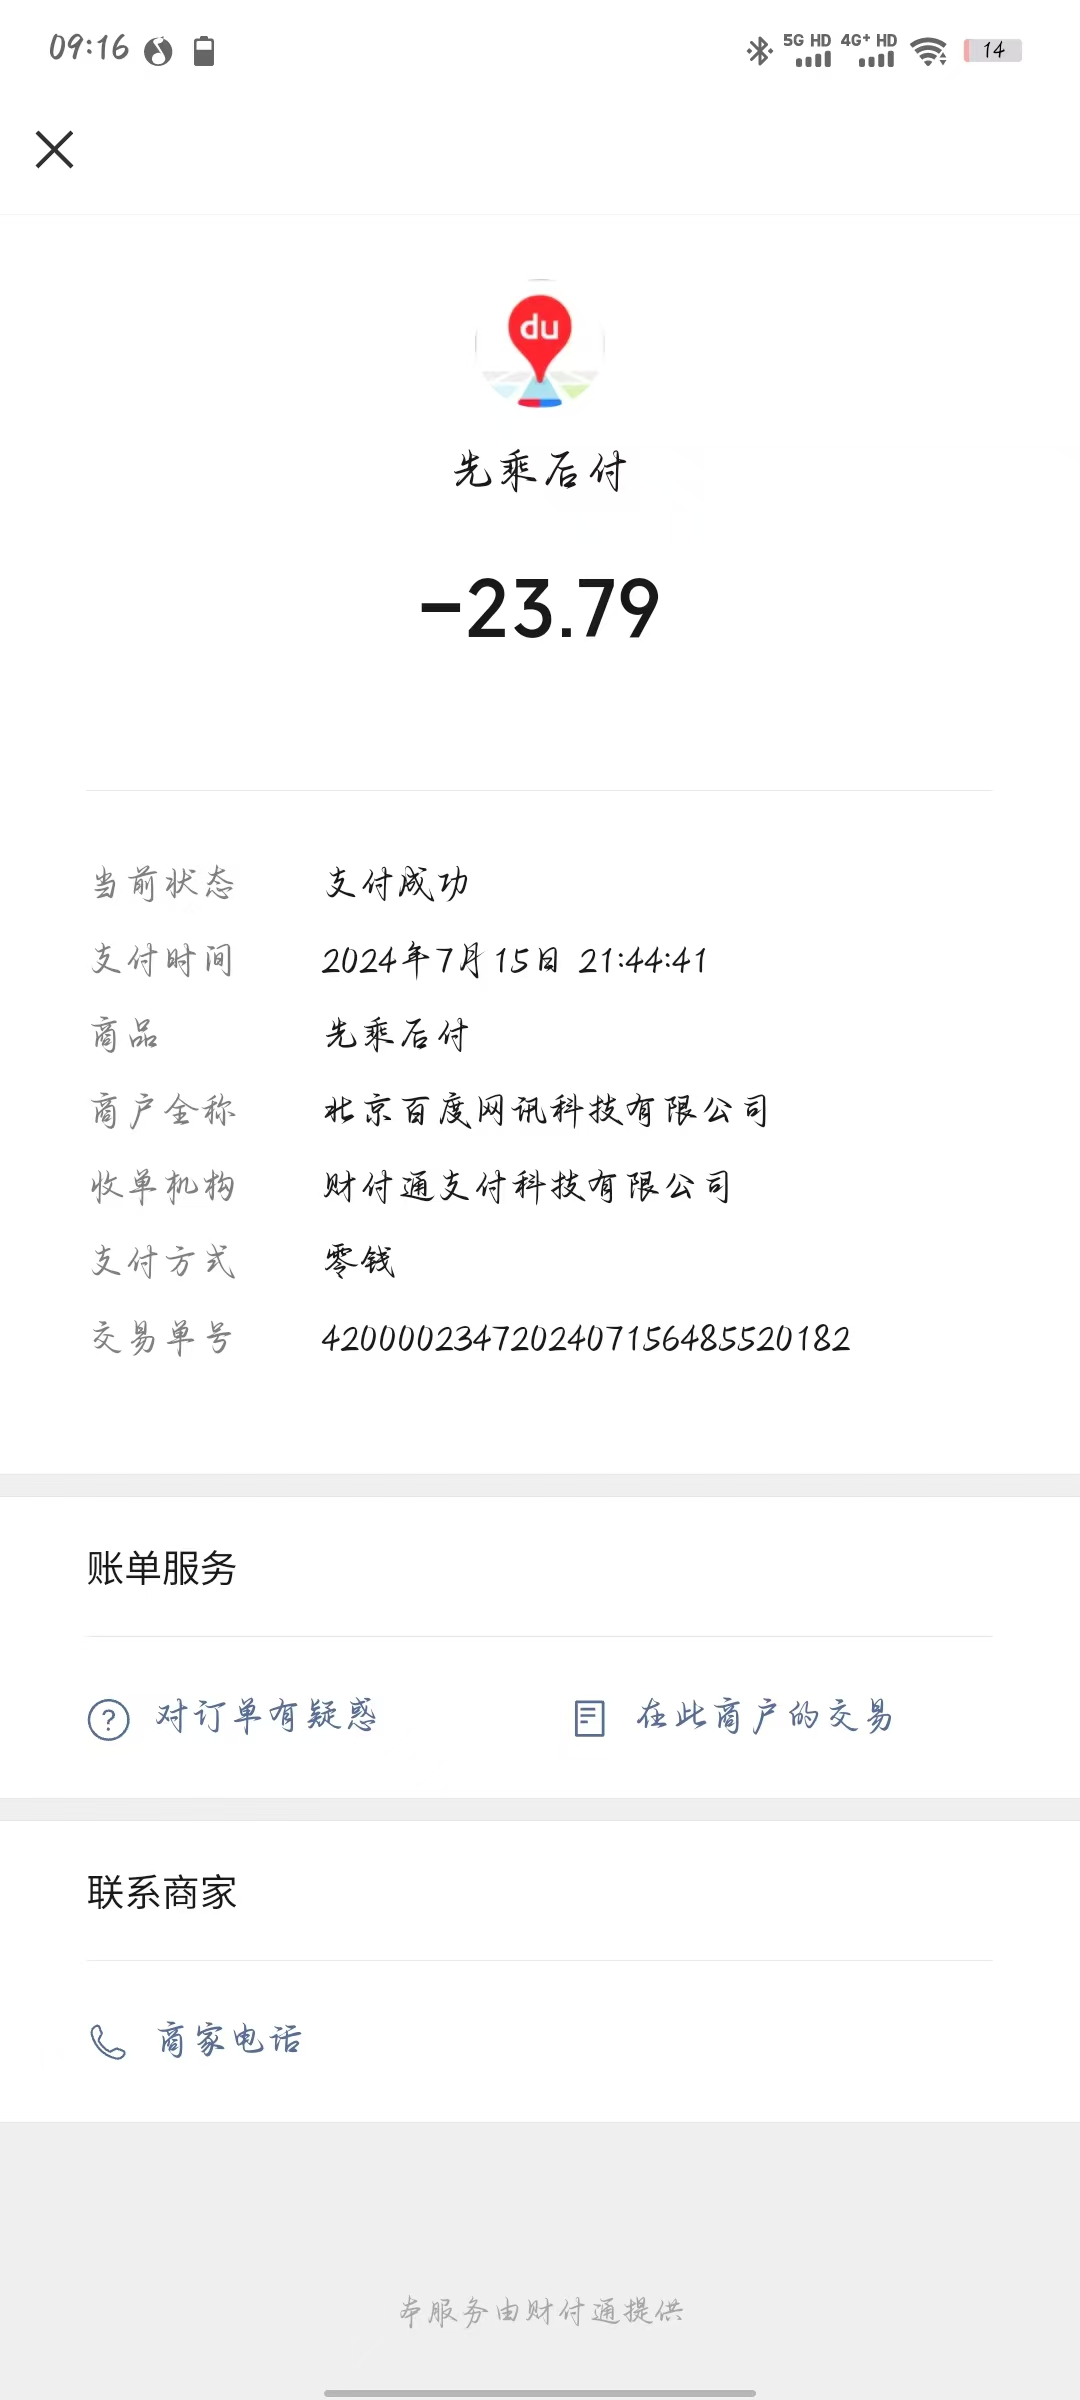 09:16 5G HD 4G+ HD 14
du
先乘后付
-23.79
当前状态 支付成功
支付时间 2024年7月15日 21:44:41
商品 先乘后付
商户全称 北京百度网讯科技有限公司
收单机构 财付通支付科技有限公司
支付方式 零钱
交易单号 4200002347202407156485520182
账单服务
对订单有疑惑 在此商户的交易
联系商家
商家电话
本服务由财付通提供